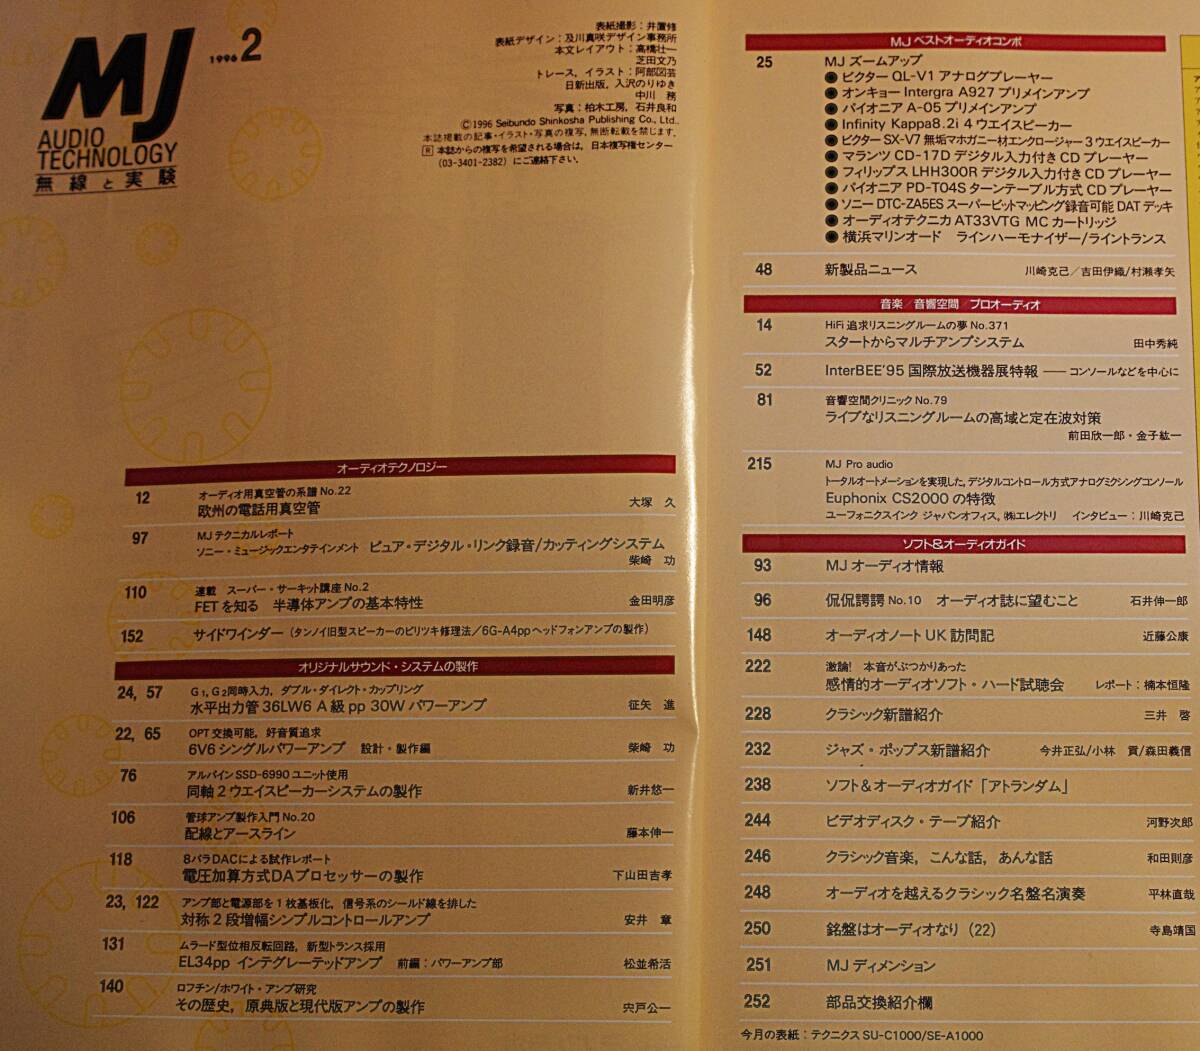 MJ
1996 2
AUDIO
TECHNOLOGY
無線と実験
表紙撮影：井置修
表紙デザイン：及川真咲デザイン事務所
本文レイアウト：高橋壮一
芝田文乃
トレース，イラスト：阿部図芸
日新出版，入沢のりゆき
中川 務
写真：柏木工房，石井良和
©1996 Seibundo Shinkosha Publishing Co., Ltd.
本誌掲載の記事・イラスト・写真の複写，無断転載を禁じます．
R 本誌からの複写を希望される場合は，日本複写権センター
(03-3401-2382) にご連絡下さい．
オーディオテクノロジー
12 オーディオ用真空管の系譜 No.22
欧州の電話用真空管 大塚 久
97 MJテクニカルレポート
ソニー・ミュージックエンタテインメント ピュア・デジタル・リンク録音/カッティングシステム
柴崎 功
110 連載 スーパー・サーキット講座 No.2
FETを知る 半導体アンプの基本特性 金田明彦
152 サイドワインダー（タンノイ旧型スピーカーのビリツキ修理法／6G-A4ppヘッドフォンアンプの製作）
オリジナルサウンド・システムの製作
24, 57 G₁, G₂同時入力，ダブル・ダイレクト・カップリング
水平出力管36LW6 A級pp 30Wパワーアンプ 征矢 進
22, 65 OPT交換可能，好音質追求
6V6シングルパワーアンプ 設計・製作編 柴崎 功
76 アルパインSSD-6990ユニット使用
同軸2ウエイスピーカーシステムの製作 新井悠一
106 管球アンプ製作入門 No.20
配線とアースライン 藤本伸一
118 8パラDACによる試作レポート
電圧加算方式DAプロセッサーの製作 下山田吉孝
23, 122 アンプ部と電源部を1枚基板化，信号系のシールド線を排した
対称2段増幅シンプルコントロールアンプ 安井 章
131 ムラード型位相反転回路，新型トランス採用
EL34pp インテグレーテッドアンプ 前編：パワーアンプ部 松並希活
140 ロフチン/ホワイト・アンプ研究
その歴史，原典版と現代版アンプの製作 宍戸公一
MJベストオーディオコンポ
25 MJズームアップ
● ビクター QL-V1 アナログプレーヤー
● オンキョー Intergra A927 プリメインアンプ
● パイオニア A-05 プリメインアンプ
● Infinity Kappa8.2i 4ウエイスピーカー
● ビクター SX-V7 無垢マホガニー材エンクロージャー3ウエイスピーカー
● マランツ CD-17D デジタル入力付きCDプレーヤー
● フィリップス LHH300R デジタル入力付きCDプレーヤー
● パイオニア PD-T04S ターンテーブル方式CDプレーヤー
● ソニー DTC-ZA5ES スーパービットマッピング録音可能DATデッキ
● オーディオテクニカ AT33VTG MCカートリッジ
● 横浜マリンオード ラインハーモナイザー/ライントランス
48 新製品ニュース 川崎克己／吉田伊織/村瀬孝矢
音楽／音響空間／プロオーディオ
14 HiFi追求リスニングルームの夢 No.371
スタートからマルチアンプシステム 田中秀純
52 InterBEE'95 国際放送機器展特報 ── コンソールなどを中心に
81 音響空間クリニック No.79
ライブなリスニングルームの高域と定在波対策
前田欣一郎・金子紘一
215 MJ Pro audio
トータルオートメーションを実現した，デジタルコントロール方式アナログミクシングコンソール
Euphonix CS2000の特徴
ユーフォニクスインク ジャパンオフィス，㈱エレクトリ インタビュー：川崎克己
ソフト&オーディオガイド
93 MJオーディオ情報
96 侃侃諤諤 No.10 オーディオ誌に望むこと 石井伸一郎
148 オーディオノートUK訪問記 近藤公康
222 激論！ 本音がぶつかりあった
感情的オーディオソフト・ハード試聴会 レポート：楠本恒隆
228 クラシック新譜紹介 三井 啓
232 ジャズ・ポップス新譜紹介 今井正弘/小林 貢/森田義信
238 ソフト&オーディオガイド「アトランダム」
244 ビデオディスク・テープ紹介 河野次郎
246 クラシック音楽，こんな話，あんな話 和田則彦
248 オーディオを越えるクラシック名盤名演奏 平林直哉
250 銘盤はオーディオなり（22） 寺島靖国
251 MJディメンション
252 部品交換紹介欄
今月の表紙：テクニクス SU-C1000/SE-A1000